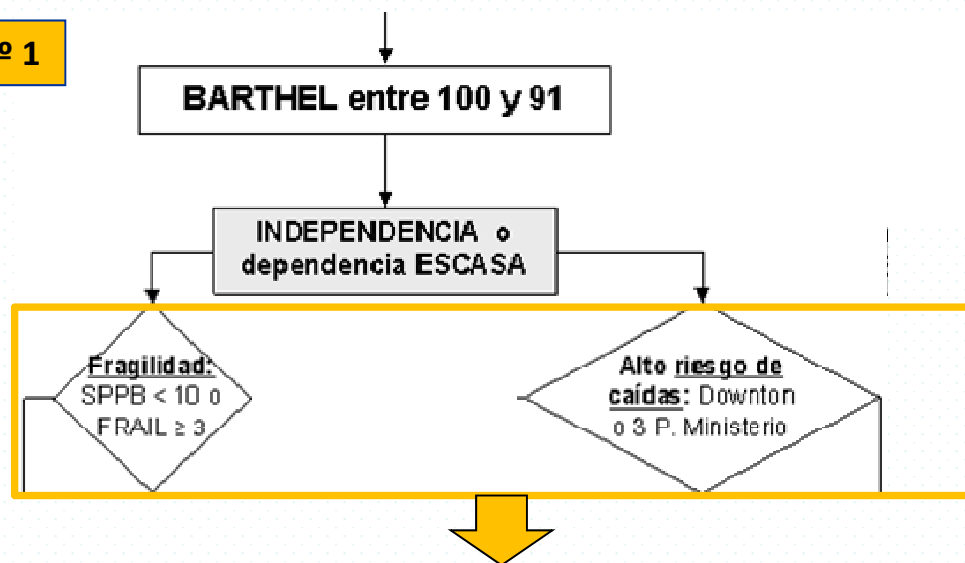 º 1
BARTHEL entre 100 y 91
INDEPENDENCIA o
dependencia ESCASA
Fragilidad:
SPPB < 10 o
FRAIL ≥ 3
Alto riesgo de
caídas: Downton
o 3 P. Ministerio